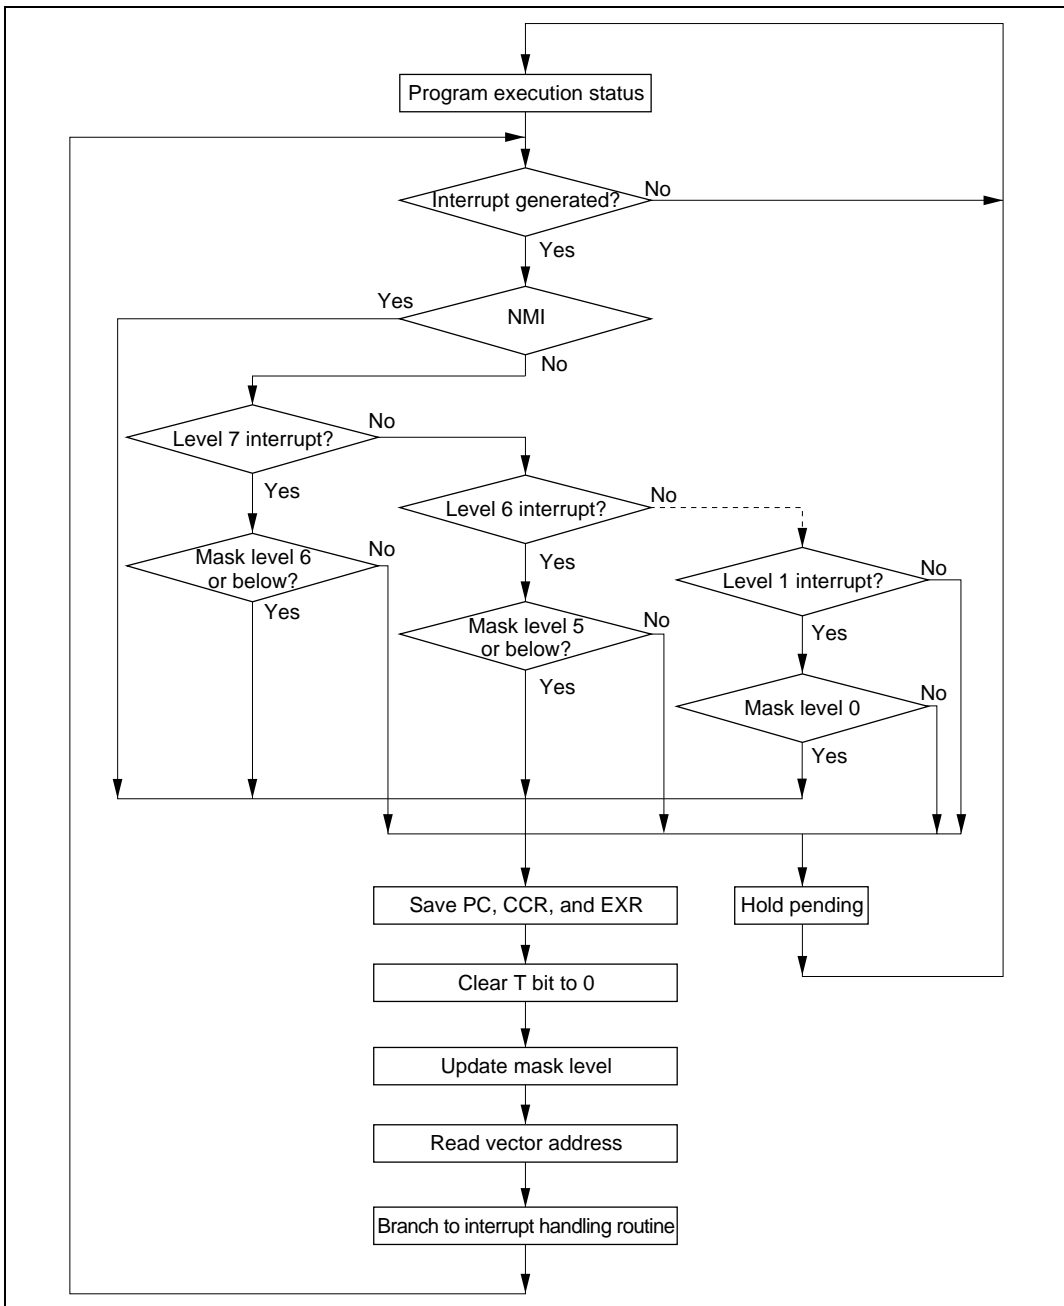 Program execution status
Interrupt generated?
No
Yes
Yes
NMI
No
Level 7 interrupt?
No
Yes
Level 6 interrupt?
No
Yes
Mask level 6
or below?
No
Yes
Level 1 interrupt?
No
Yes
Mask level 5
or below?
No
Yes
Mask level 0
No
Yes
Save PC, CCR, and EXR
Hold pending
Clear T bit to 0
Update mask level
Read vector address
Branch to interrupt handling routine